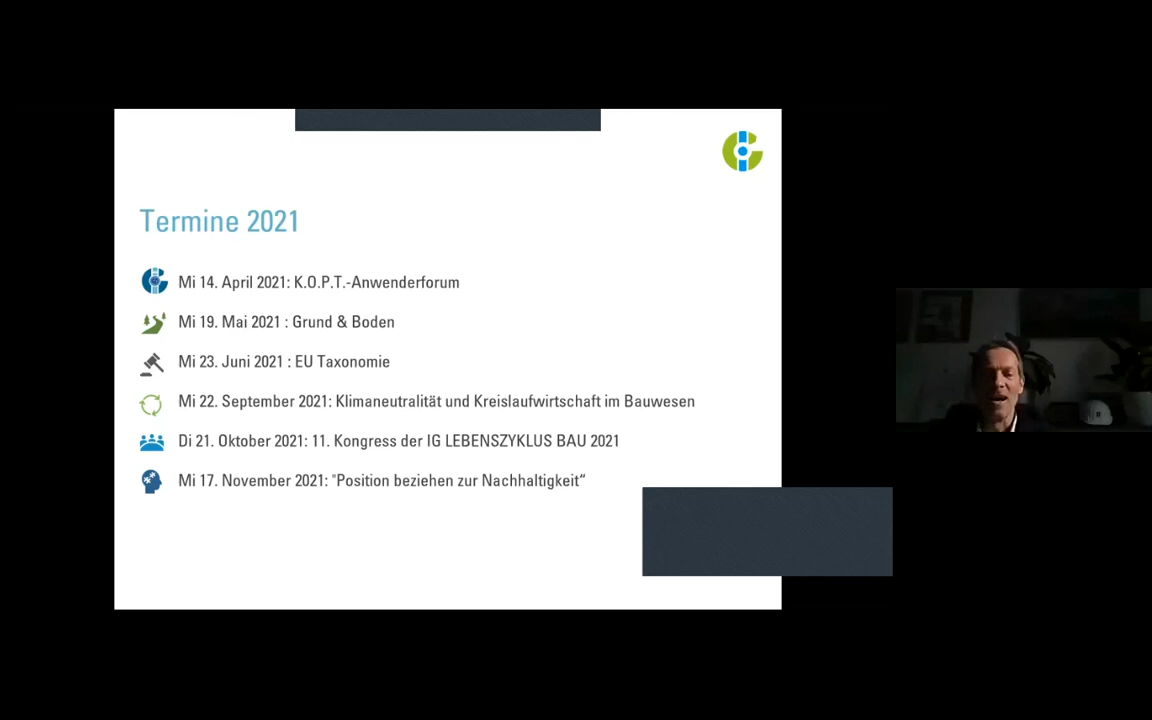 Termine 2021
Mi 14. April 2021: K.O.P.T.-Anwenderforum
Mi 19. Mai 2021 : Grund & Boden
Mi 23. Juni 2021 : EU Taxonomie
Mi 22. September 2021: Klimaneutralität und Kreislaufwirtschaft im Bauwesen
Di 21. Oktober 2021: 11. Kongress der IG LEBENSZYKLUS BAU 2021
Mi 17. November 2021: "Position beziehen zur Nachhaltigkeit“